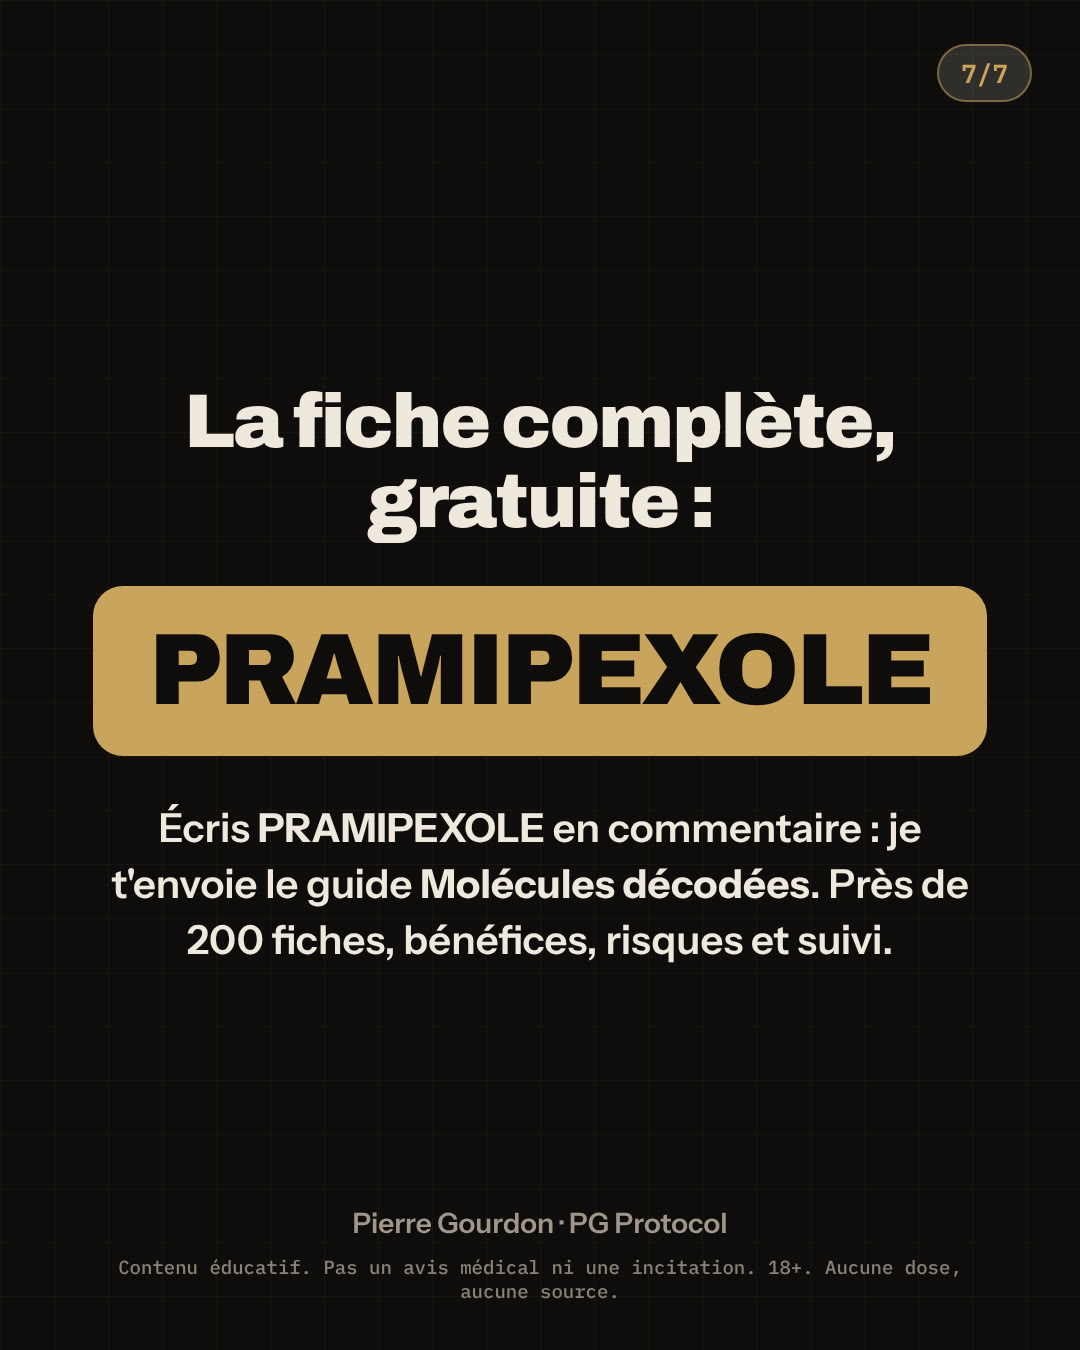 7/7
La fiche complète,
gratuite :
PRAMIPEXOLE
Écris PRAMIPEXOLE en commentaire : je
t'envoie le guide Molécules décodées. Près de
200 fiches, bénéfices, risques et suivi.
Pierre Gourdon · PG Protocol
Contenu éducatif. Pas un avis médical ni une incitation. 18+. Aucune dose,
aucune source.